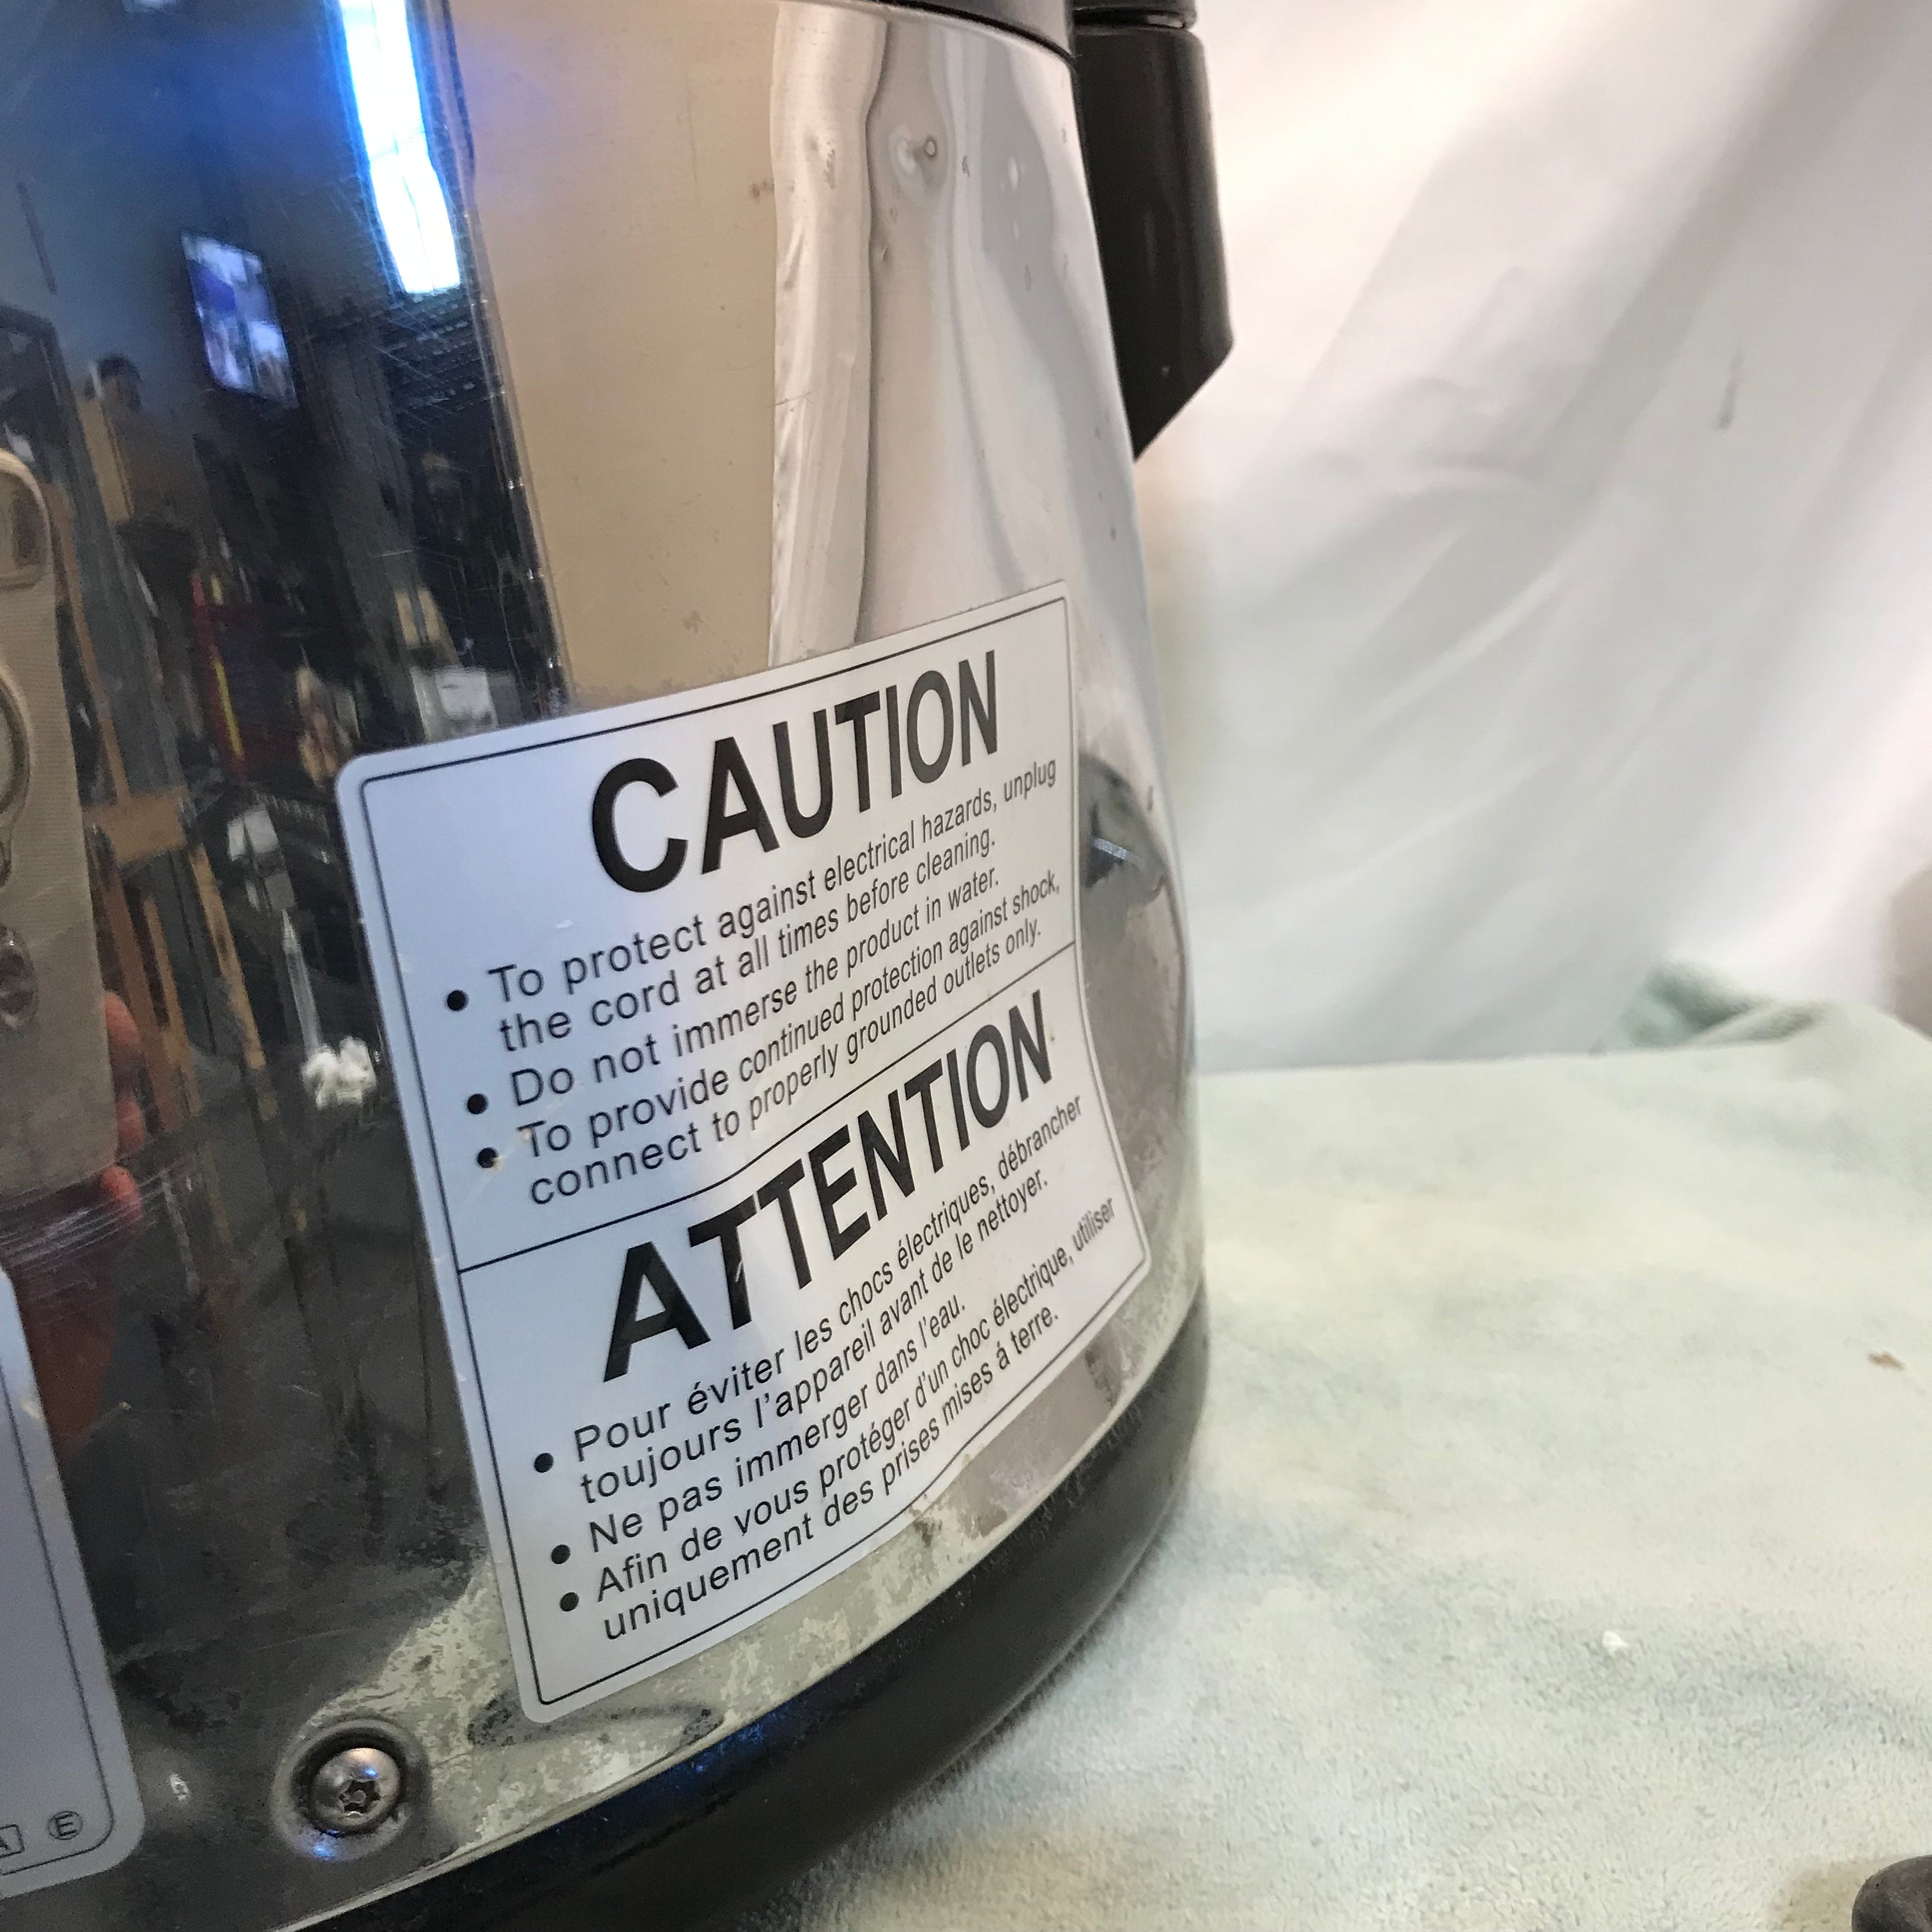 CAUTION
• To protect against electrical hazards, unplug
the cord at all times before cleaning.
• Do not immerse the product in water.
• To provide continued protection against shock,
connect to properly grounded outlets only.
ATTENTION
• Pour éviter les chocs électriques, débrancher
toujours l'appareil avant de le nettoyer.
• Ne pas immerger dans l'eau.
• Afin de vous protéger d'un choc électrique, utiliser
uniquement des prises mises á terre.
A E